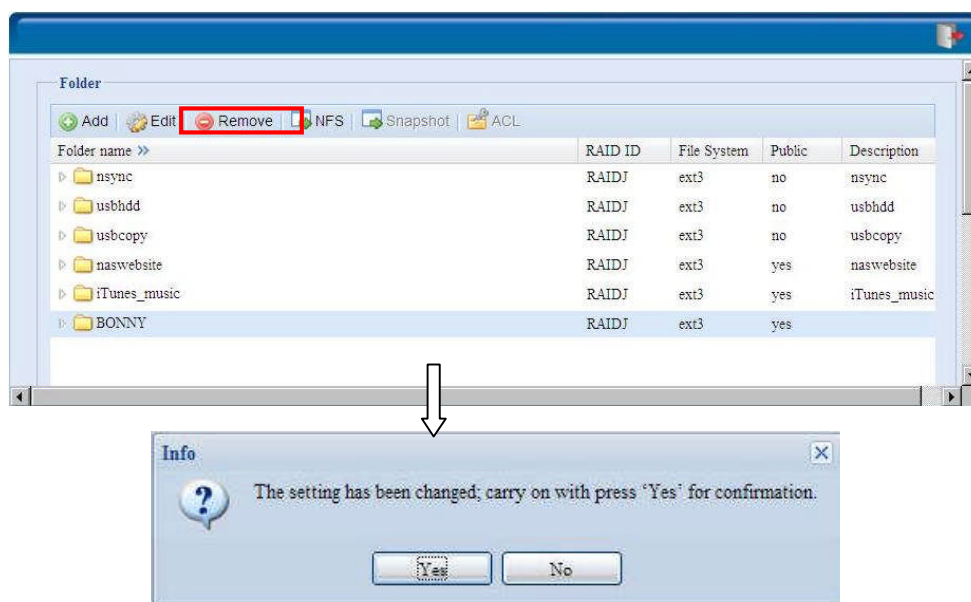 Folder
Add Edit Remove NFS Snapshot ACL
Folder name » RAID ID File System Public Description
nsync RAIDJ ext3 no nsync
usbhdd RAIDJ ext3 no usbhdd
usbcopy RAIDJ ext3 no usbcopy
naswebsite RAIDJ ext3 yes naswebsite
iTunes_music RAIDJ ext3 yes iTunes_music
BONNY RAIDJ ext3 yes
Info
The setting has been changed; carry on with press ‘Yes’ for confirmation.
Yes No